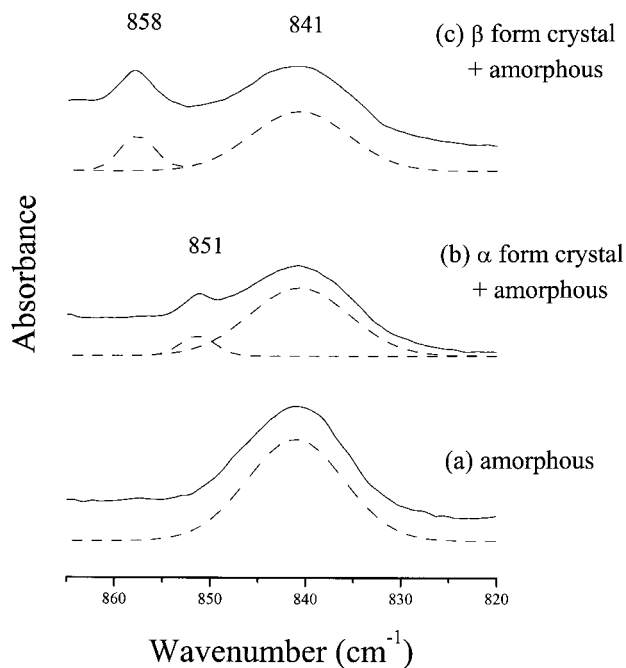 858
841
(c) β form crystal
+ amorphous
851
(b) α form crystal
+ amorphous
(a) amorphous
Absorbance
860
850
840
830
820
Wavenumber (cm⁻¹)